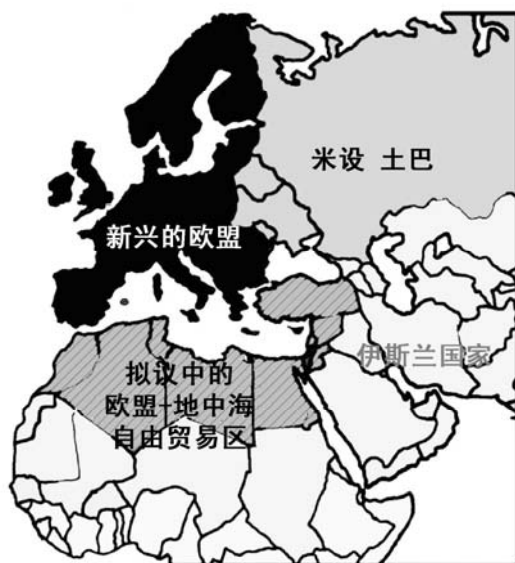 米设 土巴
新兴的欧盟
伊斯兰国家
拟议中的
欧盟-地中海
自由贸易区